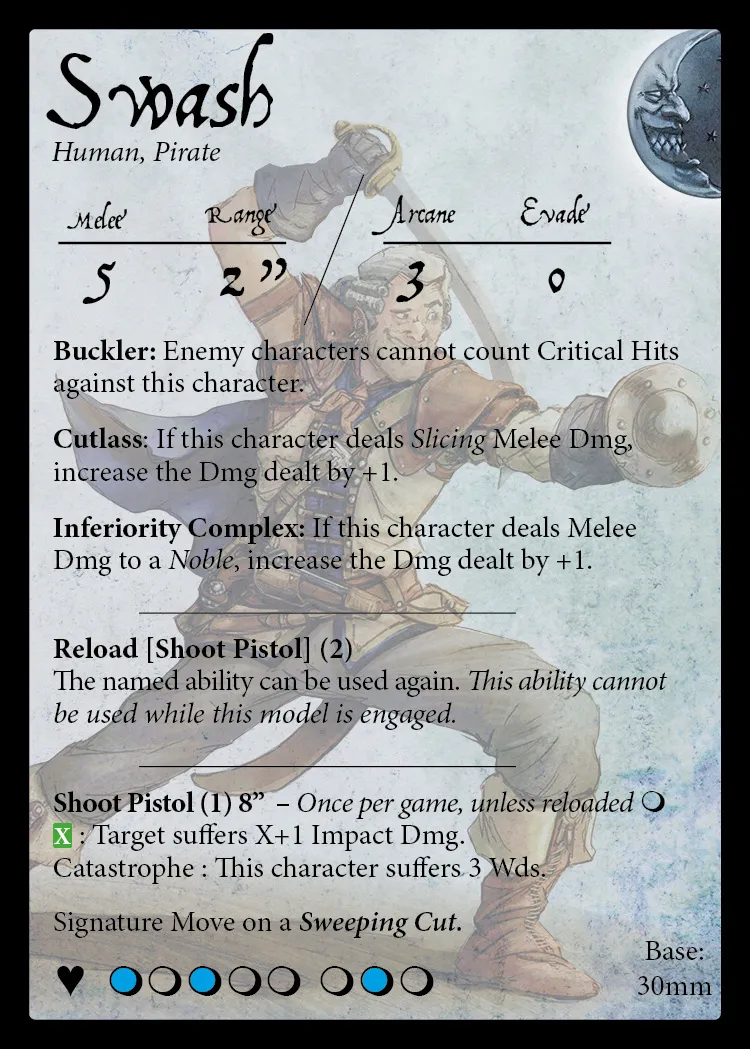 Swash
Human, Pirate
Melee Range Arcane Evade
5 2” 3 0
Buckler: Enemy characters cannot count Critical Hits
against this character.
Cutlass: If this character deals Slicing Melee Dmg,
increase the Dmg dealt by +1.
Inferiority Complex: If this character deals Melee
Dmg to a Noble, increase the Dmg dealt by +1.
Reload [Shoot Pistol] (2)
The named ability can be used again. This ability cannot
be used while this model is engaged.
Shoot Pistol (1) 8” – Once per game, unless reloaded
X : Target suffers X+1 Impact Dmg.
Catastrophe : This character suffers 3 Wds.
Signature Move on a Sweeping Cut.
Base:
30mm